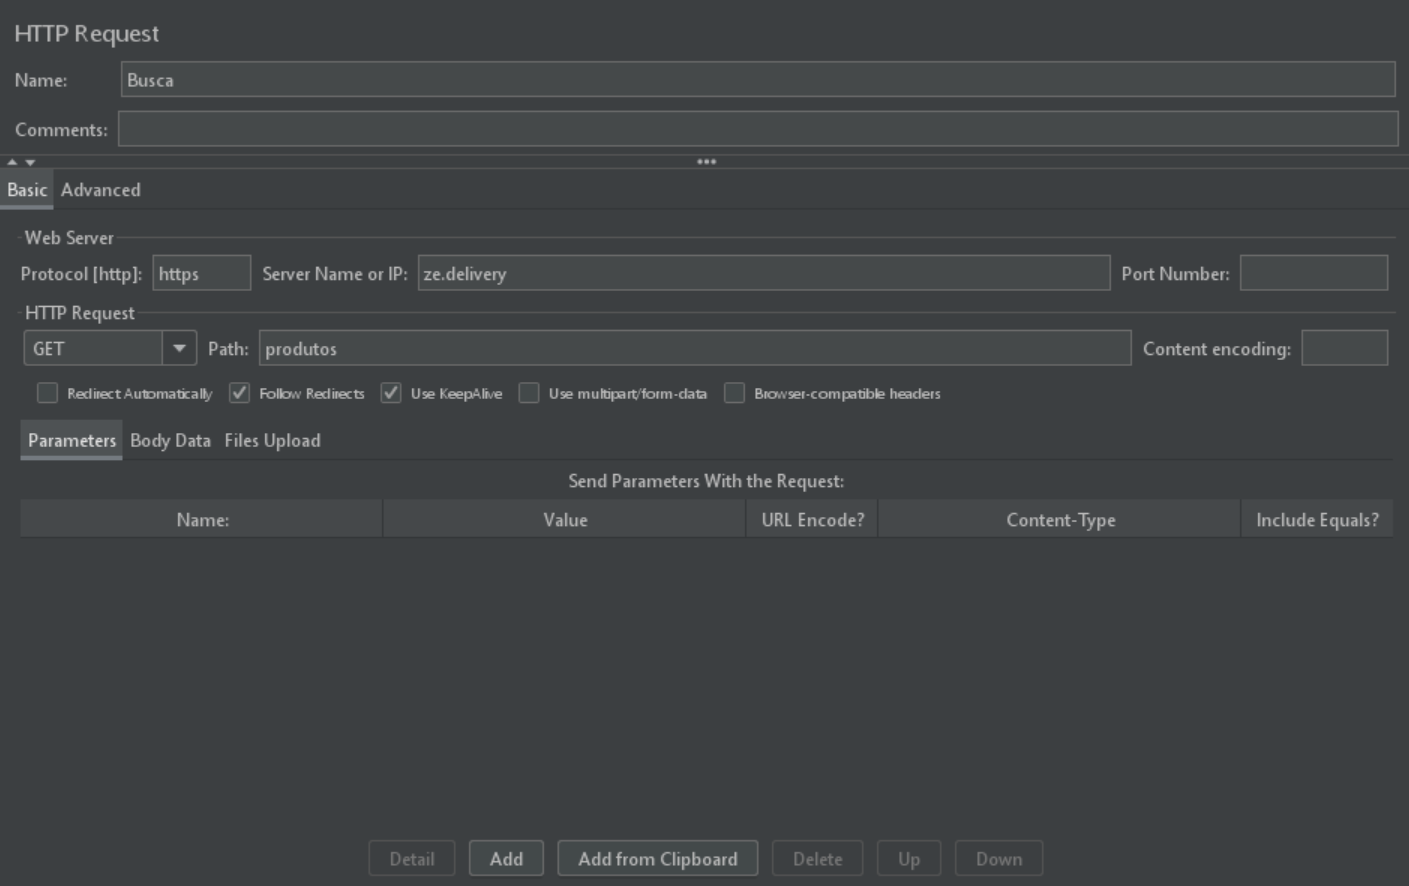 HTTP Request
Name: Busca
Comments:
Basic Advanced
Web Server
Protocol [http]: https Server Name or IP: ze.delivery Port Number:
HTTP Request
GET Path: produtos Content encoding:
Redirect Automatically Follow Redirects Use KeepAlive Use multipart/form-data Browser-compatible headers
Parameters Body Data Files Upload
Send Parameters With the Request:
Name: Value URL Encode? Content-Type Include Equals?
Detail Add Add from Clipboard Delete Up Down